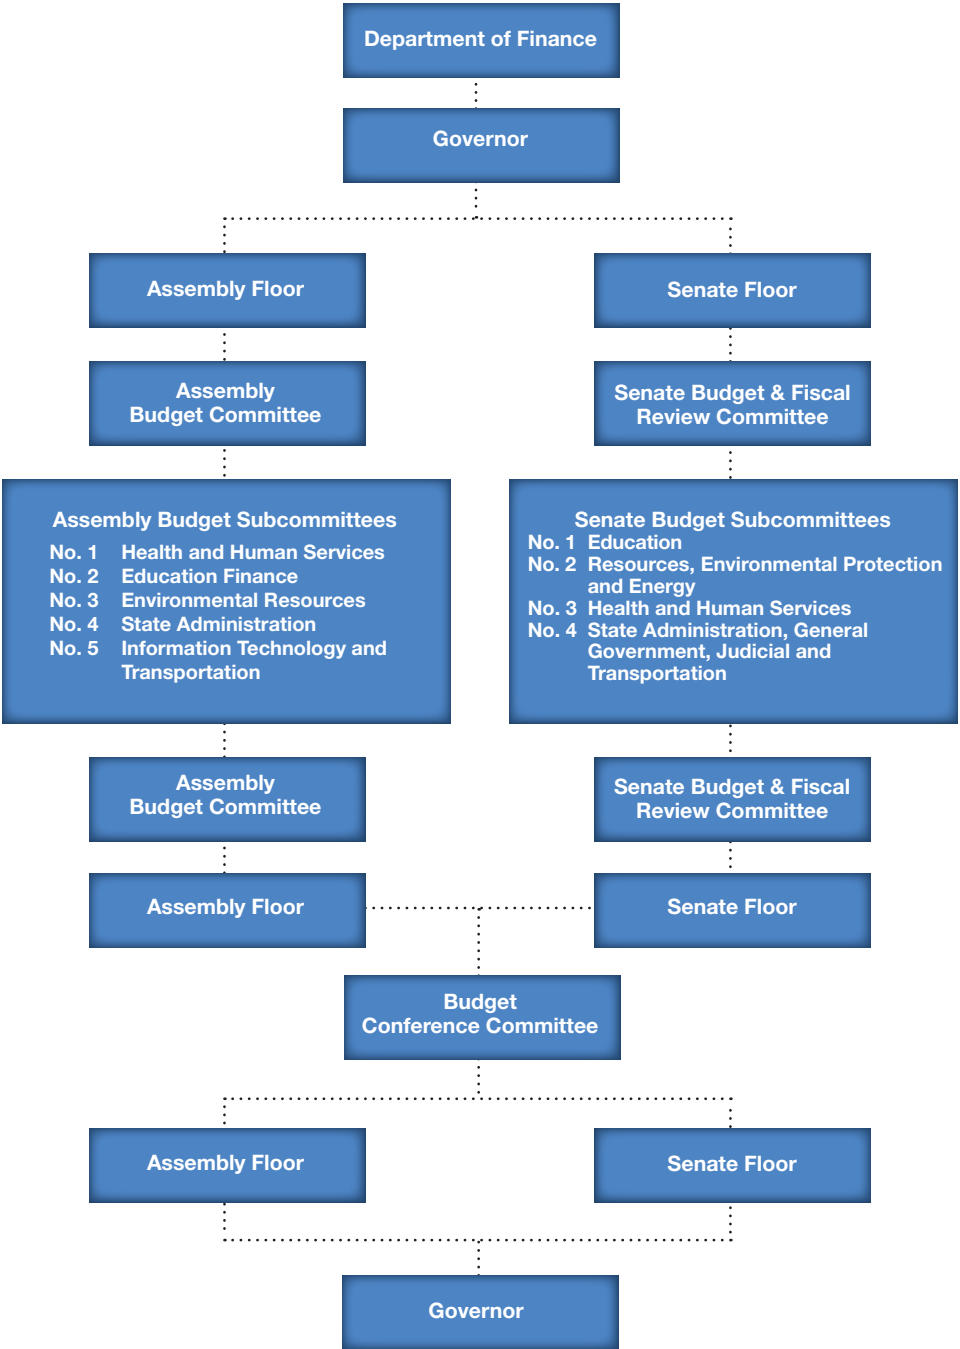 Department of Finance
Governor
Assembly Floor
Senate Floor
Assembly
Budget Committee
Senate Budget & Fiscal
Review Committee
Assembly Budget Subcommittees
No. 1 Health and Human Services
No. 2 Education Finance
No. 3 Environmental Resources
No. 4 State Administration
No. 5 Information Technology and
Transportation
Senate Budget Subcommittees
No. 1 Education
No. 2 Resources, Environmental Protection
and Energy
No. 3 Health and Human Services
No. 4 State Administration, General
Government, Judicial and
Transportation
Assembly
Budget Committee
Senate Budget & Fiscal
Review Committee
Assembly Floor
Senate Floor
Budget
Conference Committee
Assembly Floor
Senate Floor
Governor